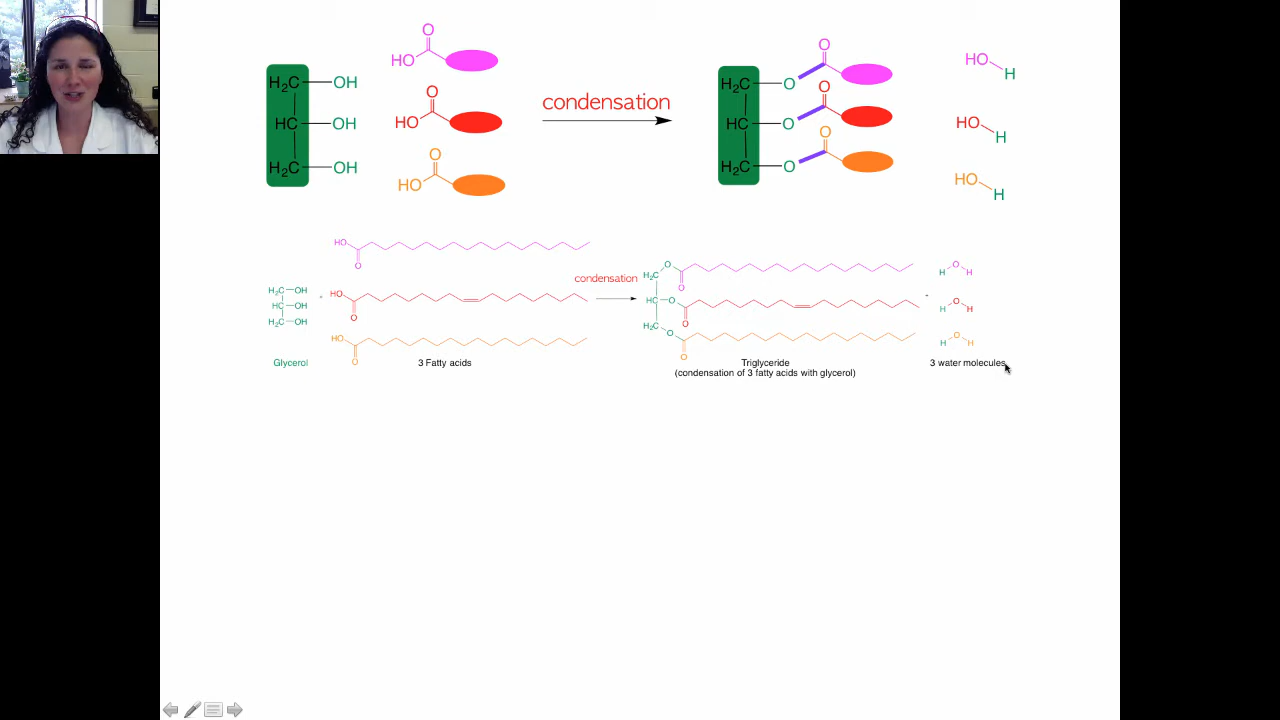 O
HO
H₂C—OH
HC—OH
H₂C—OH
O
HO
O
HO
condensation
O
H₂C—O
O
HC—O
O
H₂C—O
HO
H
HO
H
HO
H
HO
O
H₂C—OH
HC—OH
H₂C—OH
+
HO
O
HO
O
condensation
O
H₂C
O
HC—O
O
H₂C
O
O
+
H O H
H O H
H O H
Glycerol
3 Fatty acids
Triglyceride
(condensation of 3 fatty acids with glycerol)
3 water molecules